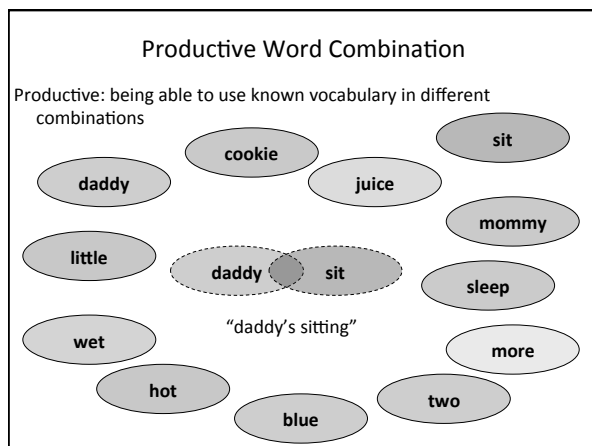 Productive Word Combination
Productive: being able to use known vocabulary in different
combinations
sit
cookie
daddy
juice
mommy
little
daddy
sit
sleep
"daddy's sitting"
wet
more
hot
two
blue